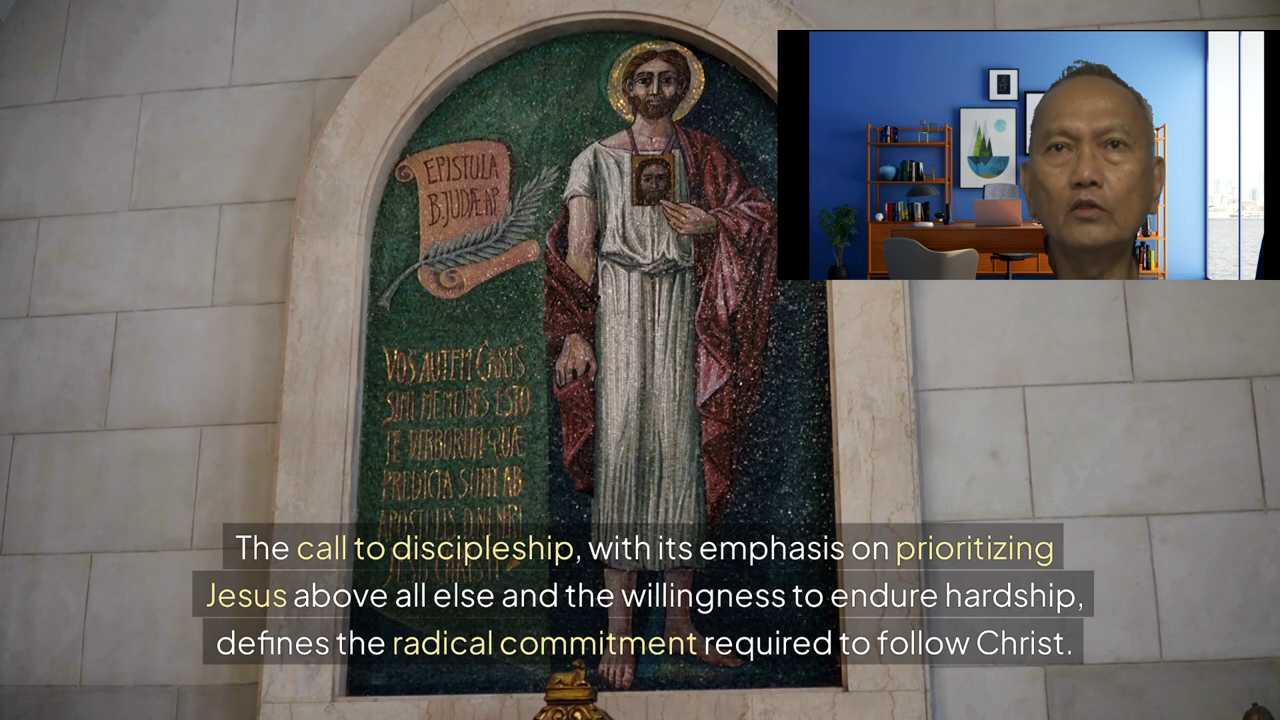 EPISTULA
B. JUDÆ AP.
VOS AUTEM CARIS
SIMI MEMORES ESTO
TE VERBORUM QUÆ
PREDICTA SUNT AB
APOSTOLIS
The call to discipleship, with its emphasis on prioritizing
Jesus above all else and the willingness to endure hardship,
defines the radical commitment required to follow Christ.